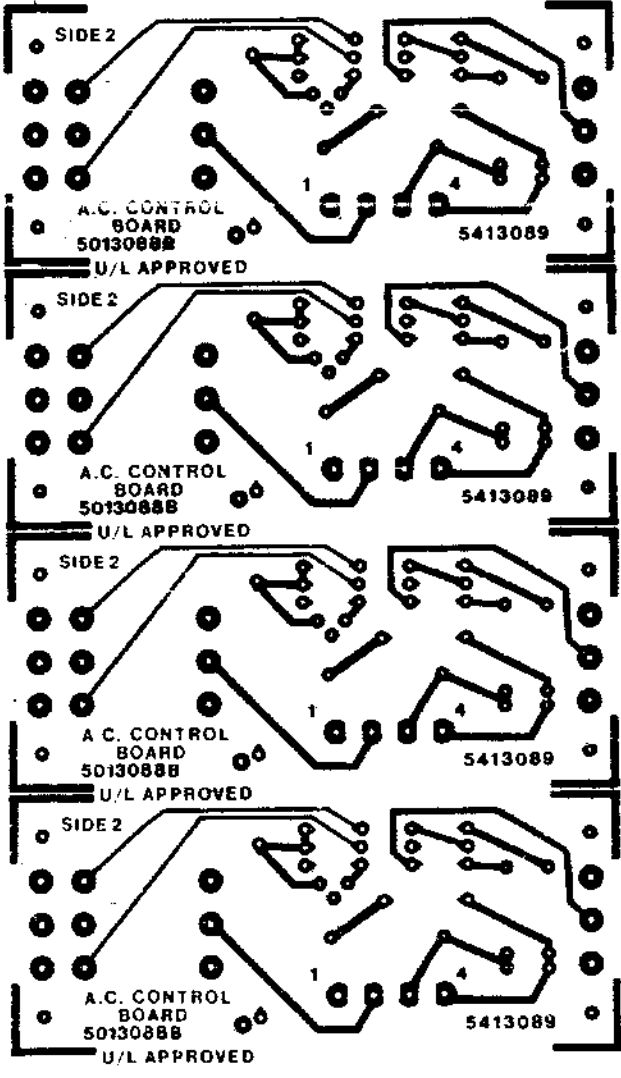 SIDE 2
1
4
A.C. CONTROL
BOARD
5413089
5013088B
U/L APPROVED
SIDE 2
1
4
A.C. CONTROL
BOARD
5413089
5013088B
U/L APPROVED
SIDE 2
1
4
A.C. CONTROL
BOARD
5413089
5013088B
U/L APPROVED
SIDE 2
1
4
A.C. CONTROL
BOARD
5413089
5013088B
U/L APPROVED